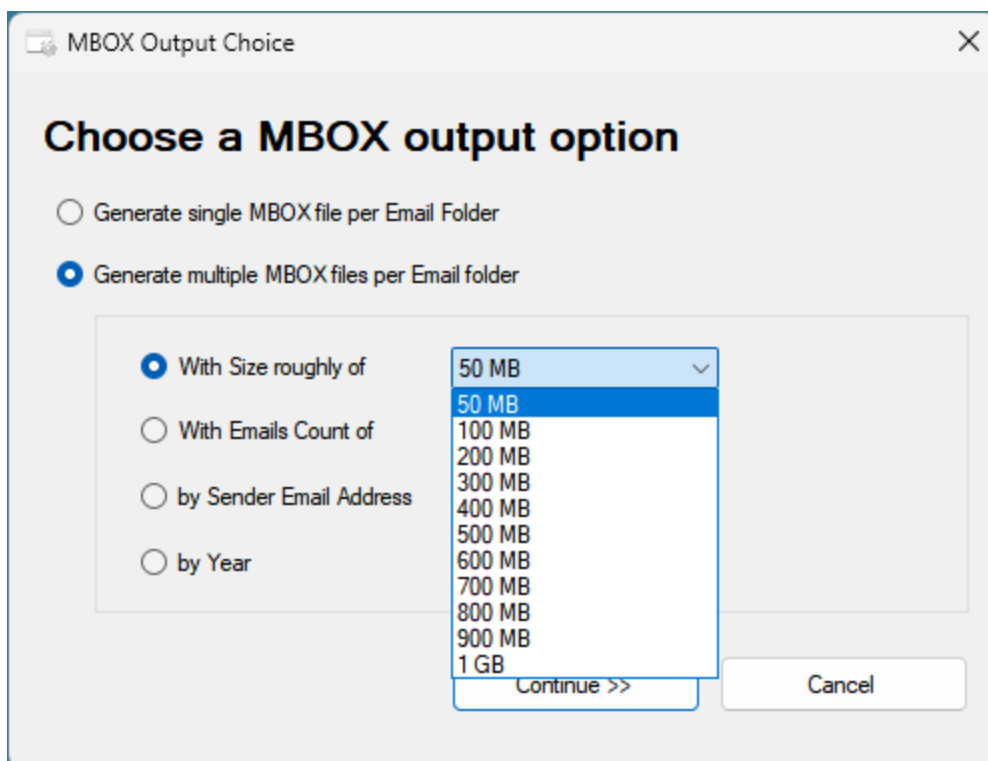 MBOX Output Choice
Choose a MBOX output option
Generate single MBOX file per Email Folder
Generate multiple MBOX files per Email folder
With Size roughly of
50 MB
50 MB
100 MB
200 MB
300 MB
400 MB
500 MB
600 MB
700 MB
800 MB
900 MB
1 GB
With Emails Count of
by Sender Email Address
by Year
Continue >>
Cancel